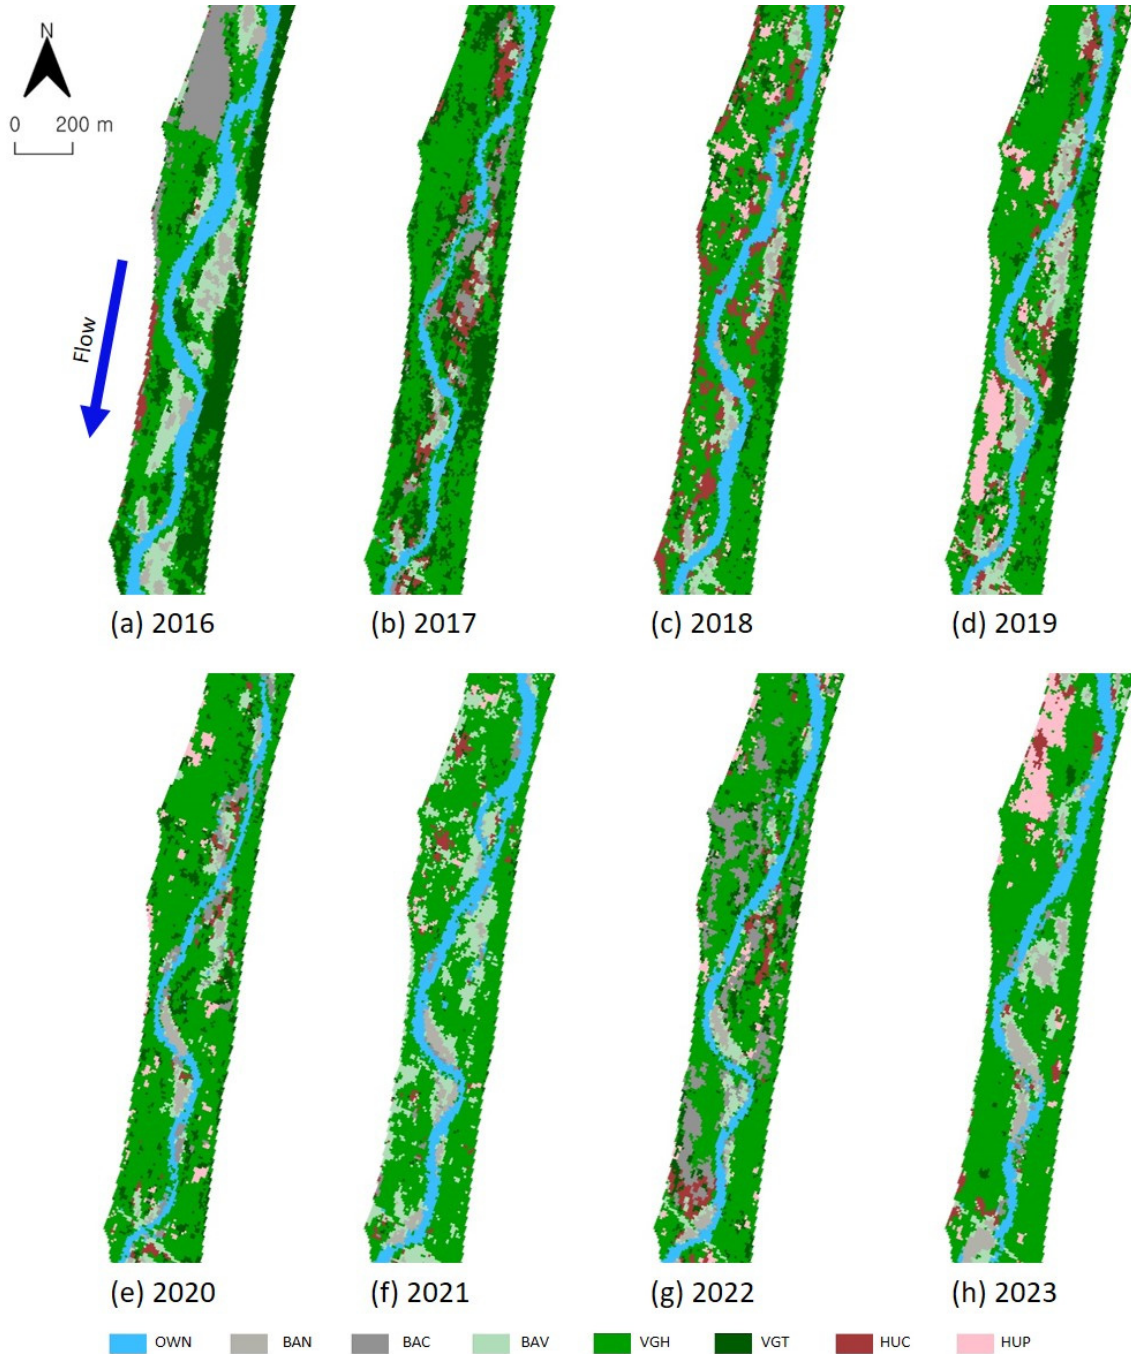 N
0 200 m
Flow
(a) 2016 (b) 2017 (c) 2018 (d) 2019
(e) 2020 (f) 2021 (g) 2022 (h) 2023
OWN BAN BAC BAV VGH VGT HUC HUP